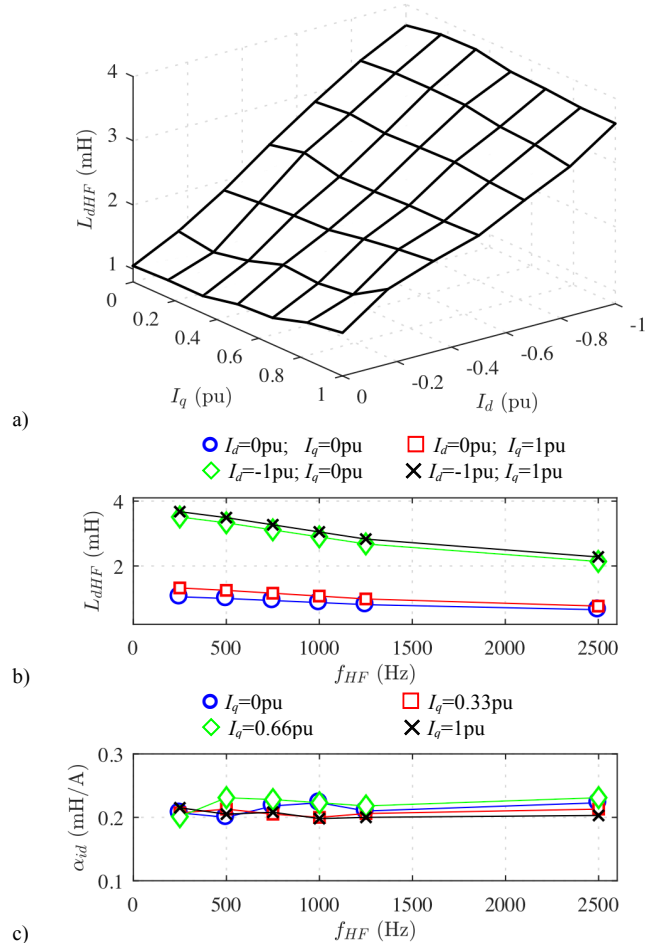 4
3
2
1
L_dHF (mH)
0
0.2
0.4
0.6
0.8
1
I_q (pu)
0
-0.2
-0.4
-0.6
-0.8
-1
I_d (pu)
a)
I_d=0pu; I_q=0pu
I_d=0pu; I_q=1pu
I_d=-1pu; I_q=0pu
I_d=-1pu; I_q=1pu
4
2
L_dHF (mH)
0 500 1000 1500 2000 2500
f_HF (Hz)
b)
I_q=0pu
I_q=0.33pu
I_q=0.66pu
I_q=1pu
0.3
0.2
0.1
α_id (mH/A)
0 500 1000 1500 2000 2500
f_HF (Hz)
c)